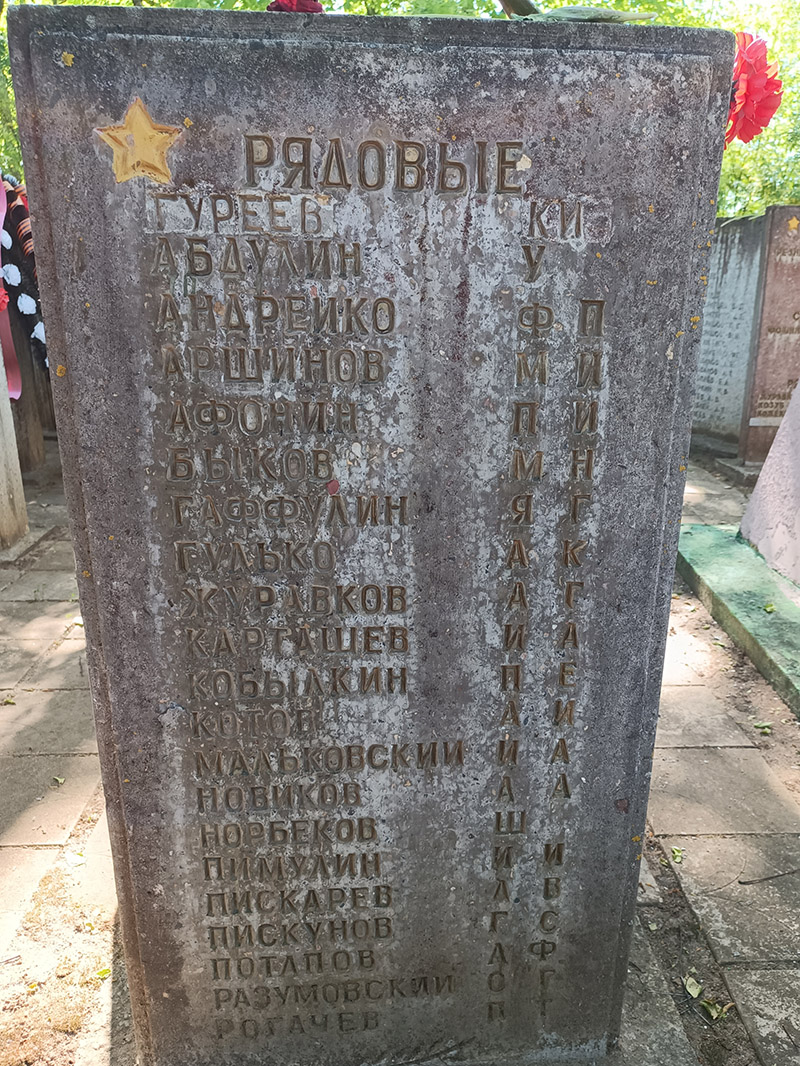 РЯДОВЫЕ
ГУРЕЕВ К И
АБДУЛИН У
АНДРЕЙКО Ф П
АРШИНОВ М И
АФОНИН П И
БЫКОВ М Н
ГАФФУЛИН Я Г
ГУЛЬКО А К
ЖУРАВКОВ А Г
КАРТАШЕВ И А
КОБЫЛКИН П Е
КОТОВ А И
МАЛЬКОВСКИЙ И А
НОВИКОВ А А
НОРБЕКОВ Ш
ПИМУЛИН И И
ПИСКАРЕВ А В
ПИСКУНОВ Г С
ПОТАПОВ А Ф
РАЗУМОВСКИЙ О Г
РОГАЧЕВ П Т